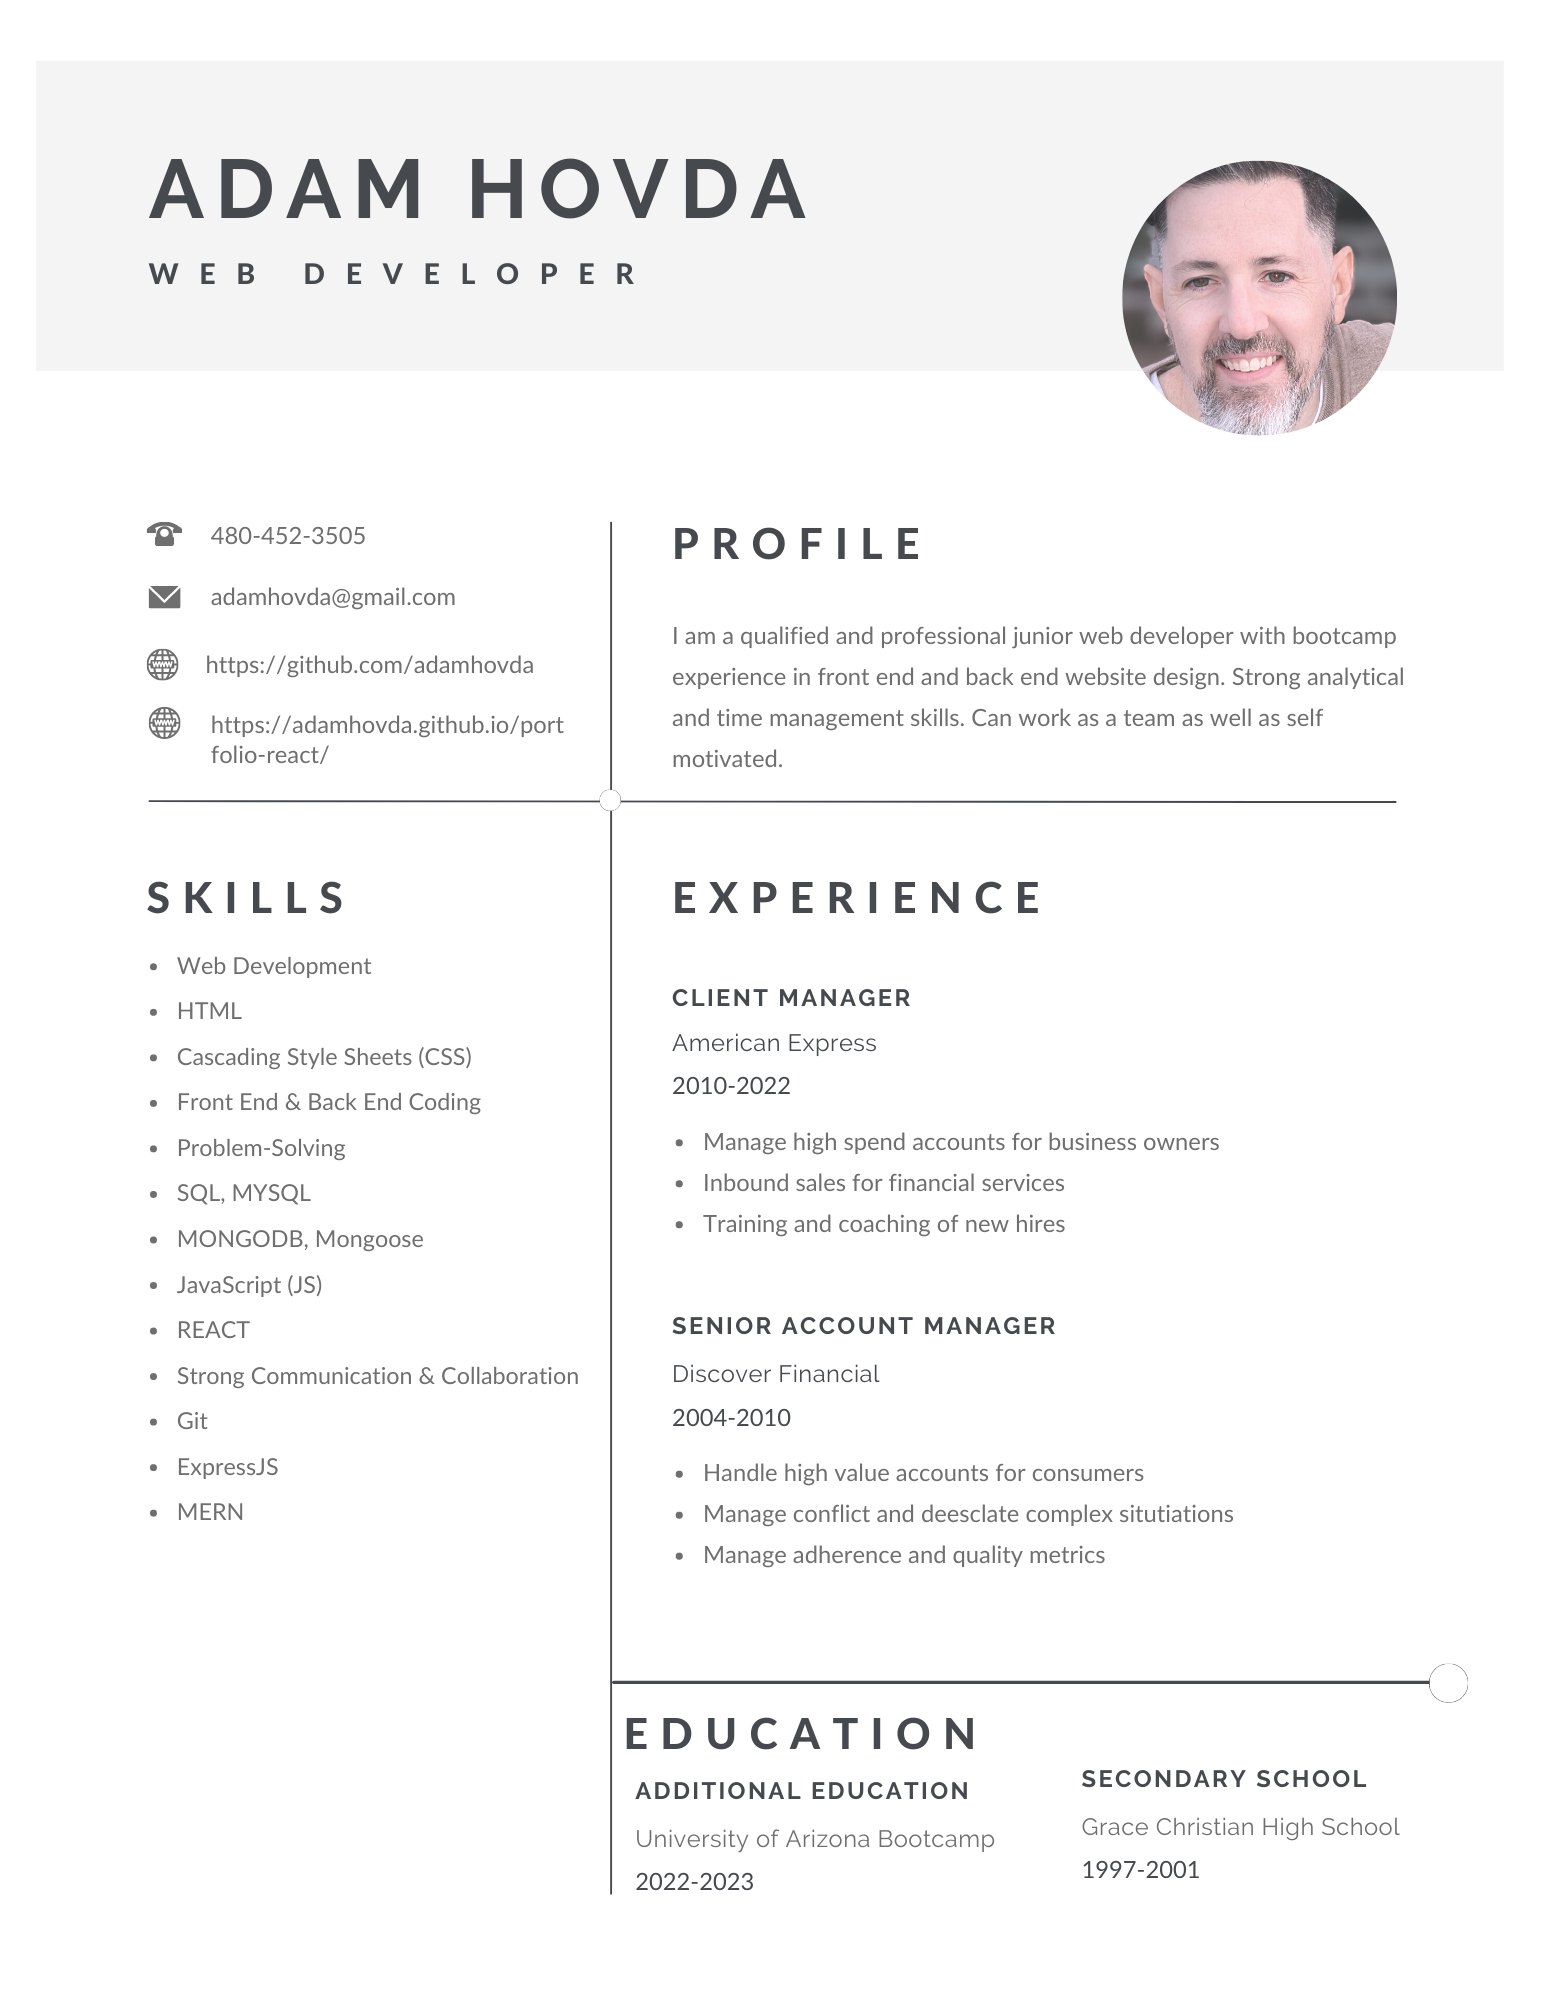 ADAM HOVDA
WEB DEVELOPER
480-452-3505
adamhovda@gmail.com
https://github.com/adamhovda
https://adamhovda.github.io/port
folio-react/
PROFILE
I am a qualified and professional junior web developer with bootcamp
experience in front end and back end website design. Strong analytical
and time management skills. Can work as a team as well as self
motivated.
SKILLS
• Web Development
• HTML
• Cascading Style Sheets (CSS)
• Front End & Back End Coding
• Problem-Solving
• SQL, MYSQL
• MONGODB, Mongoose
• JavaScript (JS)
• REACT
• Strong Communication & Collaboration
• Git
• ExpressJS
• MERN
EXPERIENCE
CLIENT MANAGER
American Express
2010-2022
• Manage high spend accounts for business owners
• Inbound sales for financial services
• Training and coaching of new hires
SENIOR ACCOUNT MANAGER
Discover Financial
2004-2010
• Handle high value accounts for consumers
• Manage conflict and deesclate complex situtiations
• Manage adherence and quality metrics
EDUCATION
ADDITIONAL EDUCATION
University of Arizona Bootcamp
2022-2023
SECONDARY SCHOOL
Grace Christian High School
1997-2001